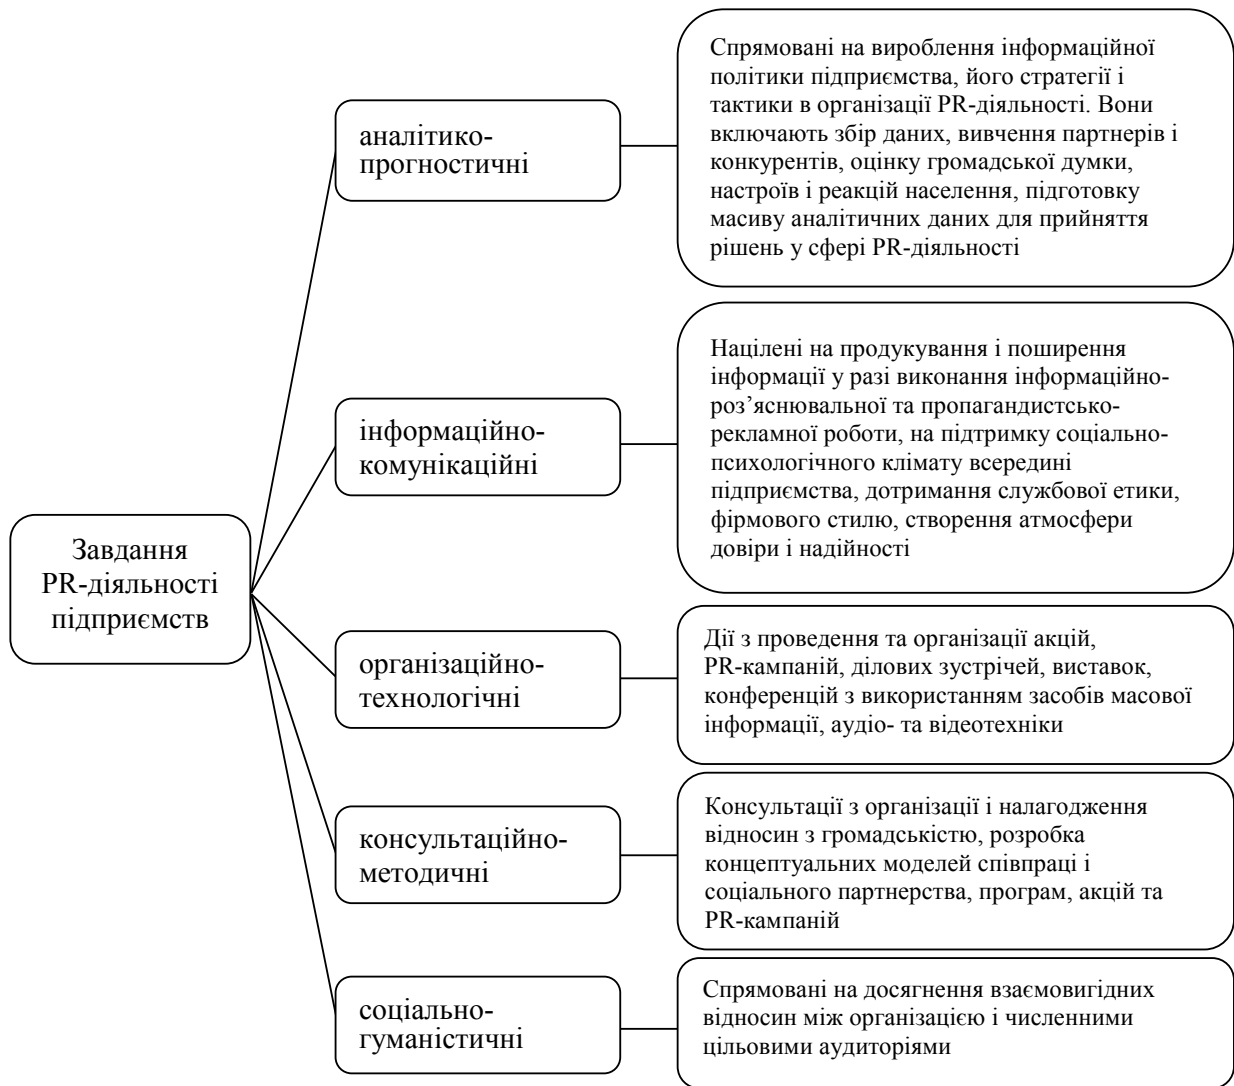 Завдання
PR-діяльності
підприємств
аналітико-
прогностичні
Спрямовані на вироблення інформаційної
політики підприємства, його стратегії і
тактики в організації PR-діяльності. Вони
включають збір даних, вивчення партнерів і
конкурентів, оцінку громадської думки,
настроїв і реакцій населення, підготовку
масиву аналітичних даних для прийняття
рішень у сфері PR-діяльності
інформаційно-
комунікаційні
Націлені на продукування і поширення
інформації у разі виконання інформаційно-
роз’яснювальної та пропагандистсько-
рекламної роботи, на підтримку соціально-
психологічного клімату всередині
підприємства, дотримання службової етики,
фірмового стилю, створення атмосфери
довіри і надійності
організаційно-
технологічні
Дії з проведення та організації акцій,
PR-кампаній, ділових зустрічей, виставок,
конференцій з використанням засобів масової
інформації, аудіо- та відеотехніки
консультаційно-
методичні
Консультації з організації і налагодження
відносин з громадськістю, розробка
концептуальних моделей співпраці і
соціального партнерства, програм, акцій та
PR-кампаній
соціально-
гуманістичні
Спрямовані на досягнення взаємовигідних
відносин між організацією і численними
цільовими аудиторіями